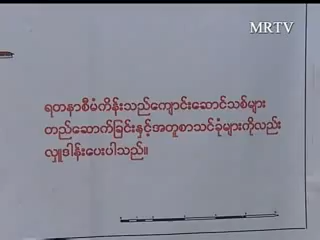 MRTV
ရတနာစီမံကိန်းသည်ကျောင်းဆောင်သစ်များ
တည်ဆောက်ခြင်းနှင့်အတူစာသင်ခုံများကိုလည်း
လှူဒါန်းပေးပါသည်။